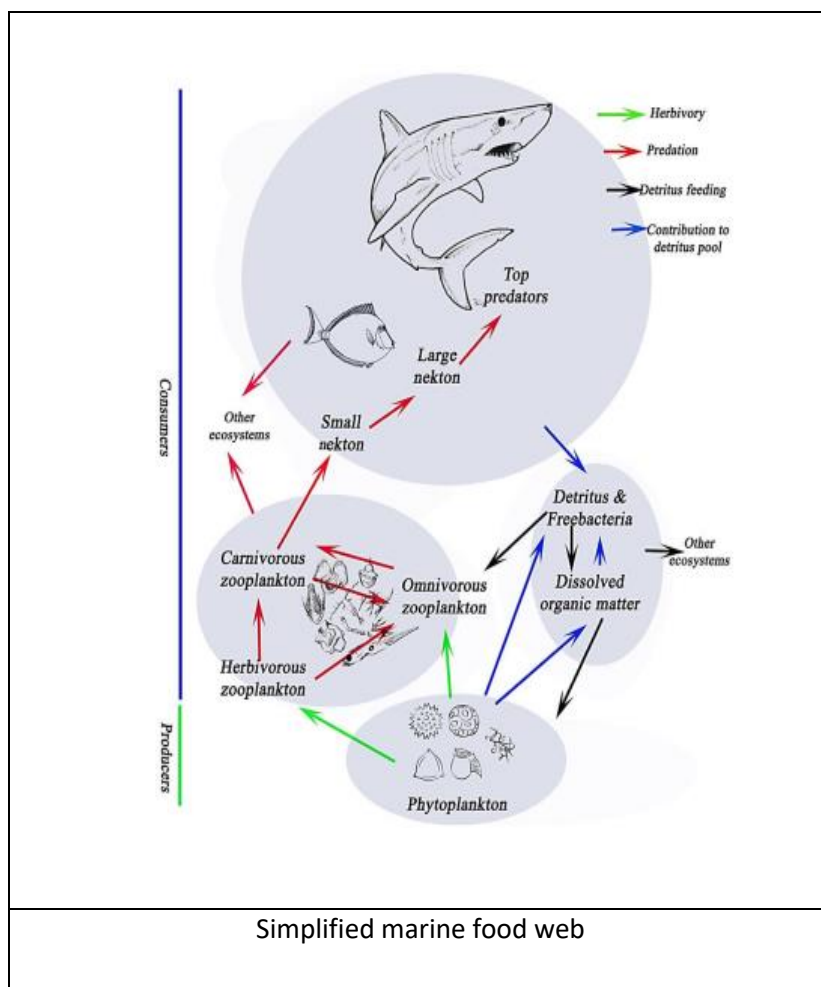 Herbivory
Predation
Detritus feeding
Contribution to
detritus pool
Top
predators
Large
nekton
Small
nekton
Other
ecosystems
Consumers
Detritus &
Freebacteria
Other
ecosystems
Dissolved
organic matter
Carnivorous
zooplankton
Omnivorous
zooplankton
Herbivorous
zooplankton
Producers
Phytoplankton
Simplified marine food web